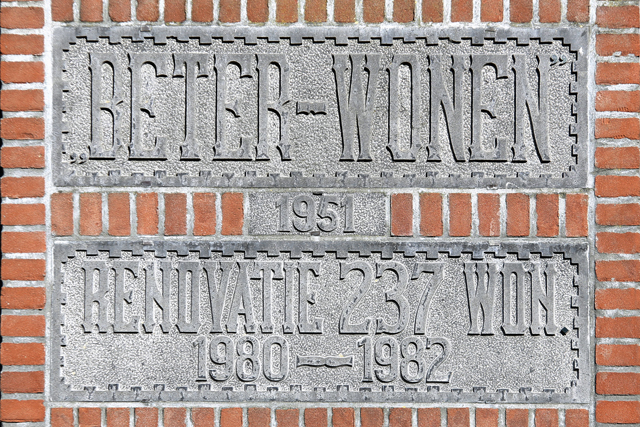 „BETER-WONEN”
1951
RENOVATIE 237 WON
1980 — 1982